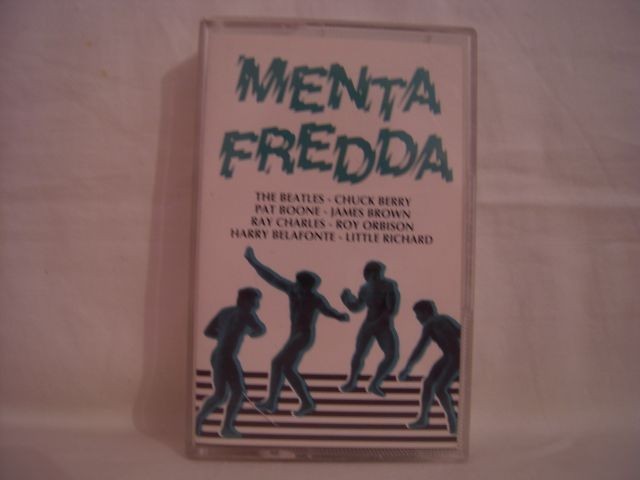 MENTA
FREDDA
THE BEATLES - CHUCK BERRY
PAT BOONE - JAMES BROWN
RAY CHARLES - ROY ORBISON
HARRY BELAFONTE - LITTLE RICHARD